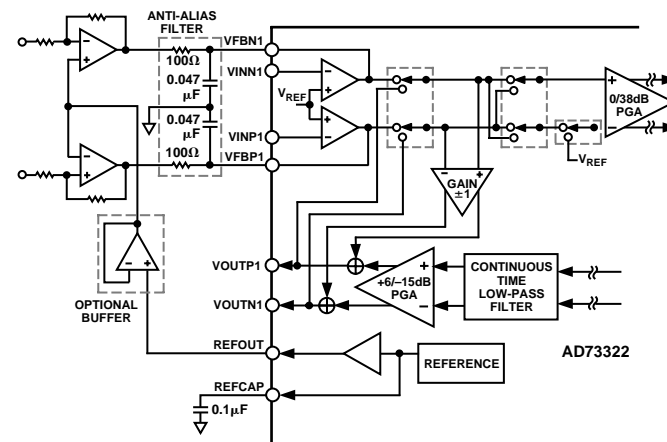 ANTI-ALIAS
FILTER
VFBN1
100Ω
0.047
μF
VINN1
VREF
0.047
μF
VINP1
100Ω
VFBP1
0/38dB
PGA
VREF
GAIN
±1
VOUTP1
+6/–15dB
PGA
CONTINUOUS
TIME
LOW-PASS
FILTER
VOUTN1
OPTIONAL
BUFFER
REFOUT
REFERENCE
AD73322
REFCAP
0.1μF